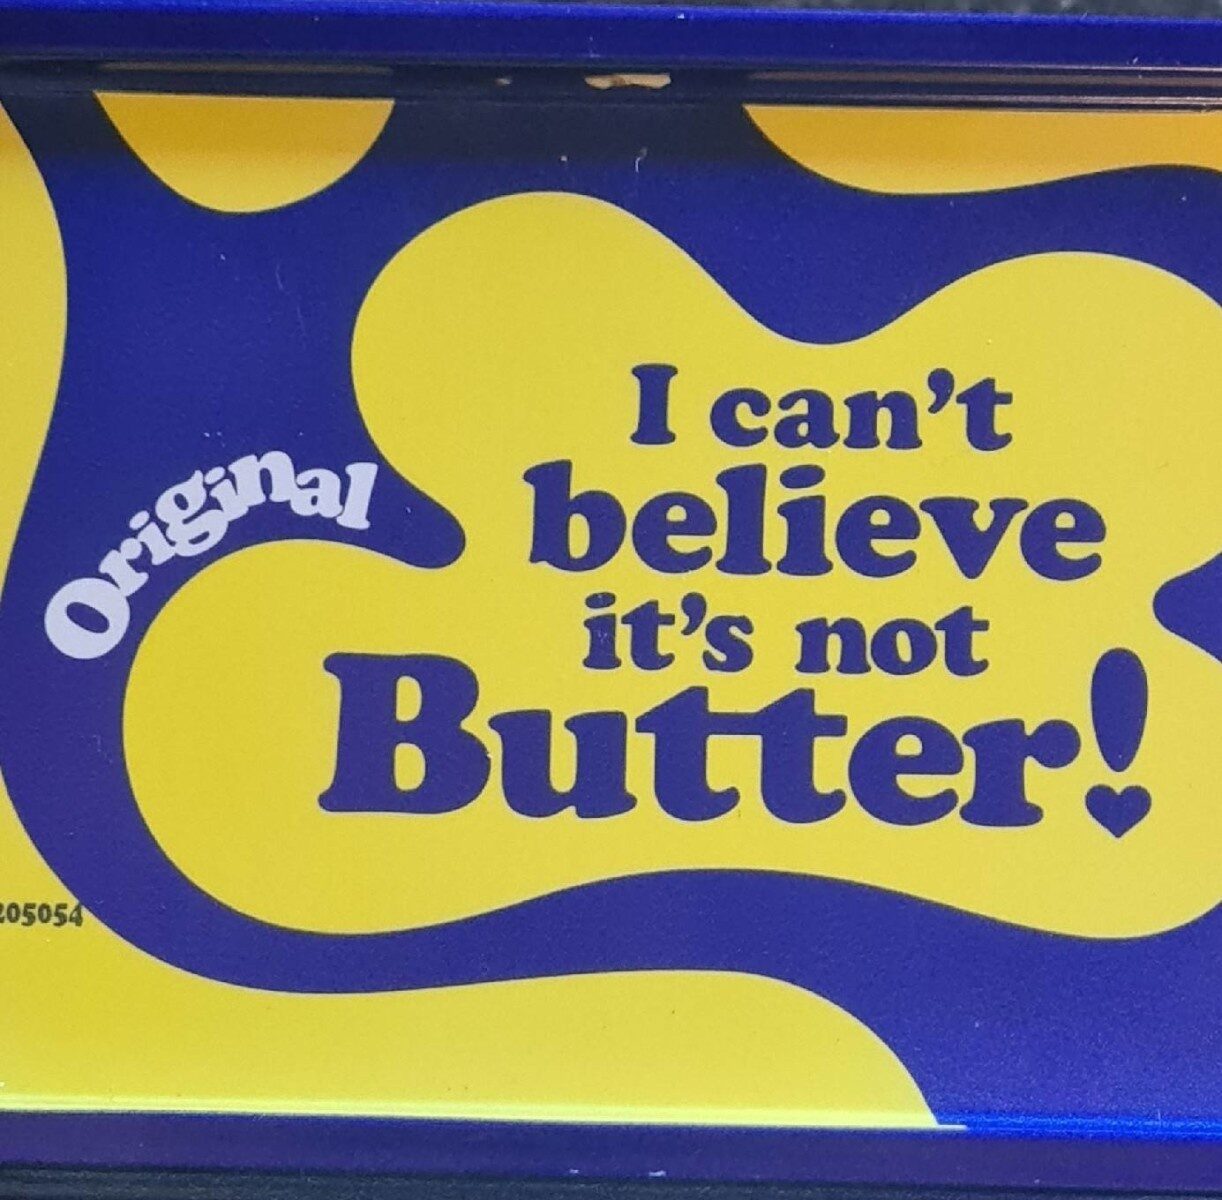 Original
I can't
believe
it's not
Butter!
205054